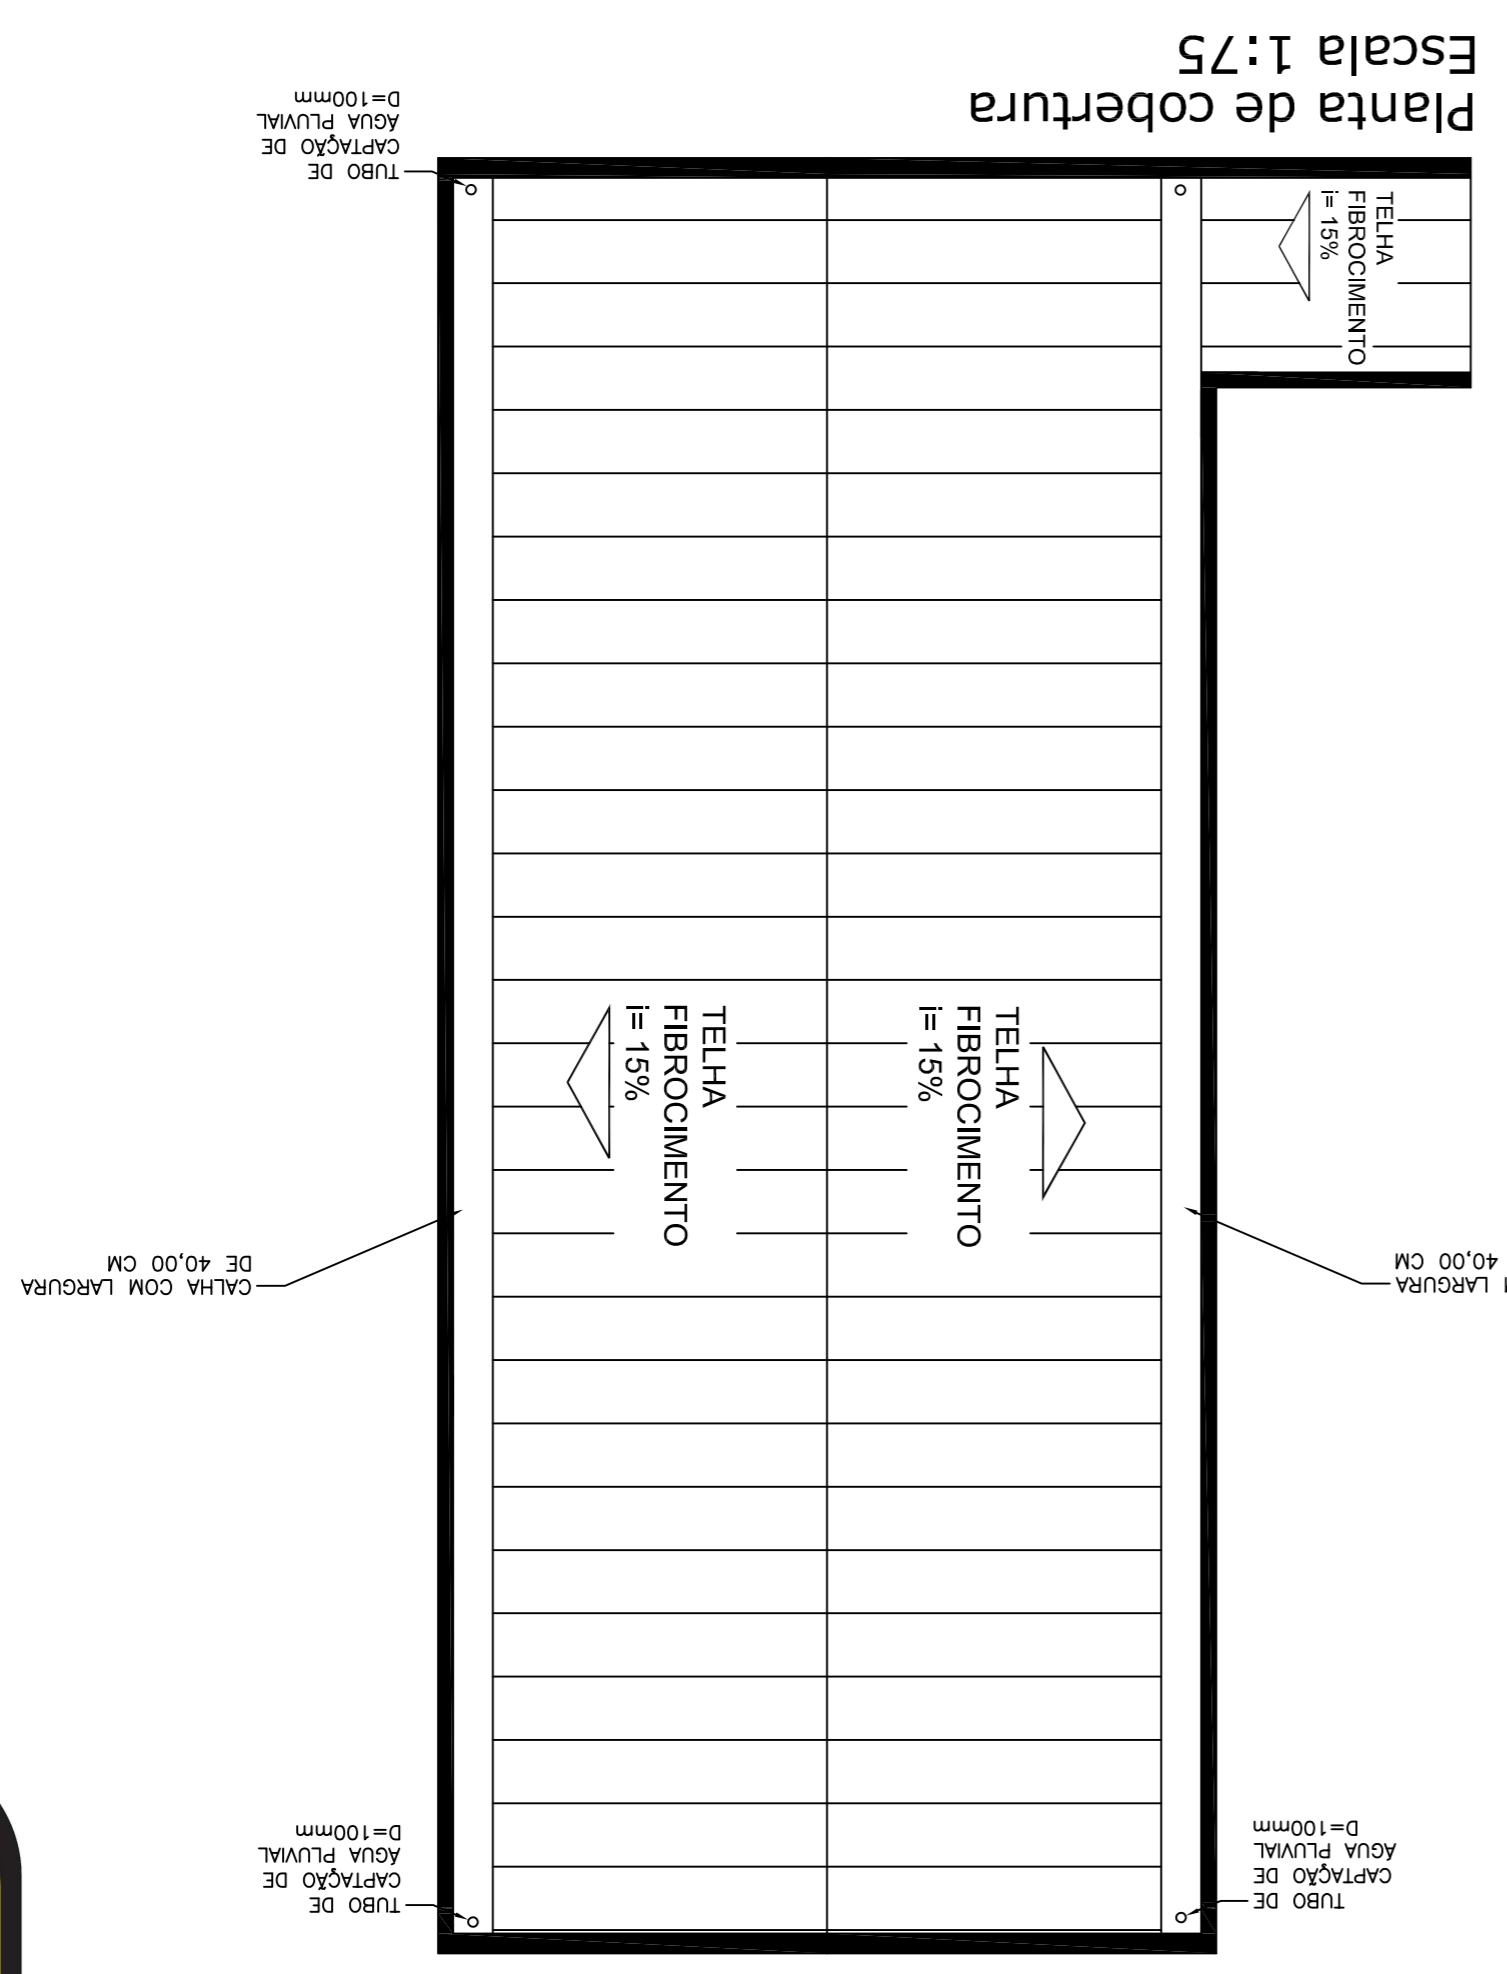 Planta de cobertura
Escala 1:75
TUBO DE
CAPTAÇÃO DE
ÁGUA PLUVIAL
D=100mm
TUBO DE
CAPTAÇÃO DE
ÁGUA PLUVIAL
D=100mm
LARGURA
40,00 CM
CALHA COM LARGURA
DE 40,00 CM
TELHA
FIBROCIMENTO
i= 15%
TELHA
FIBROCIMENTO
i= 15%
TELHA
FIBROCIMENTO
i= 15%
TUBO DE
CAPTAÇÃO DE
ÁGUA PLUVIAL
D=100mm